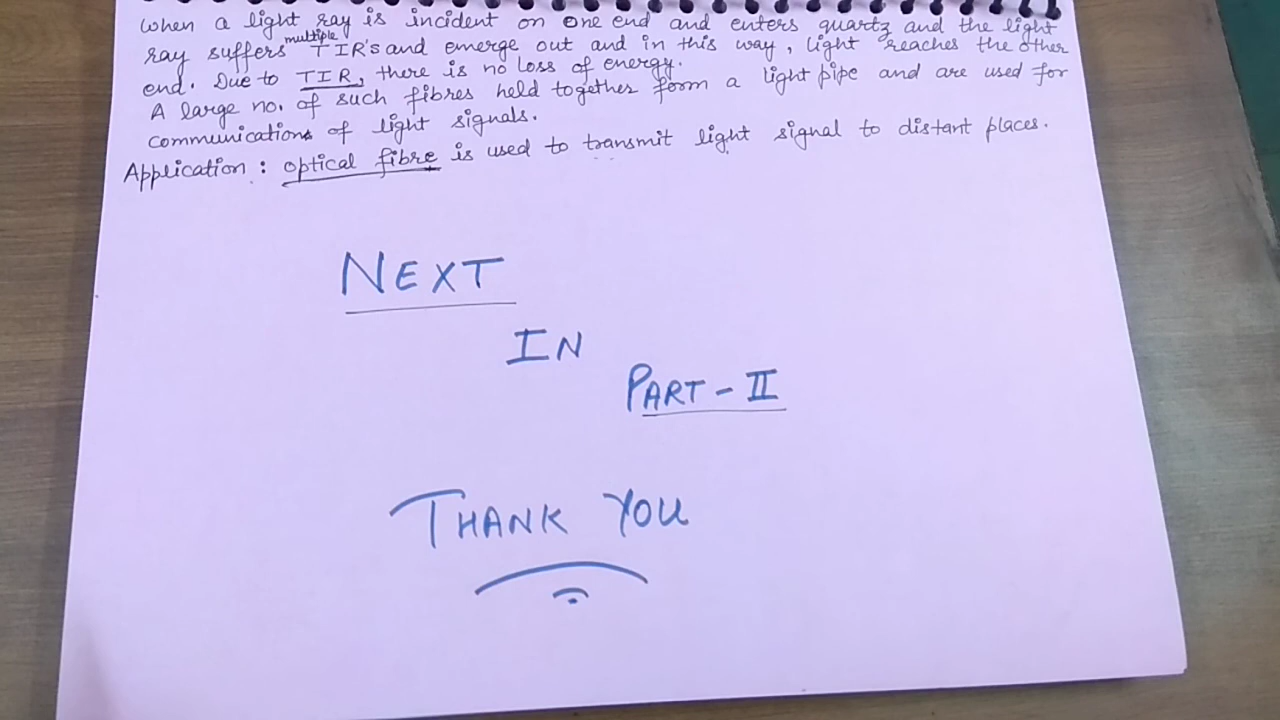 when a light ray is incident on one end and enters quartz and the light
ray suffers multiple TIR's and emerge out and in this way, light reaches the other
end. Due to TIR, there is no loss of energy.
A large no. of such fibres held together form a light pipe and are used for
communications of light signals.
Application : optical fibre is used to transmit light signal to distant places.
NEXT
IN
PART - II
THANK YOU